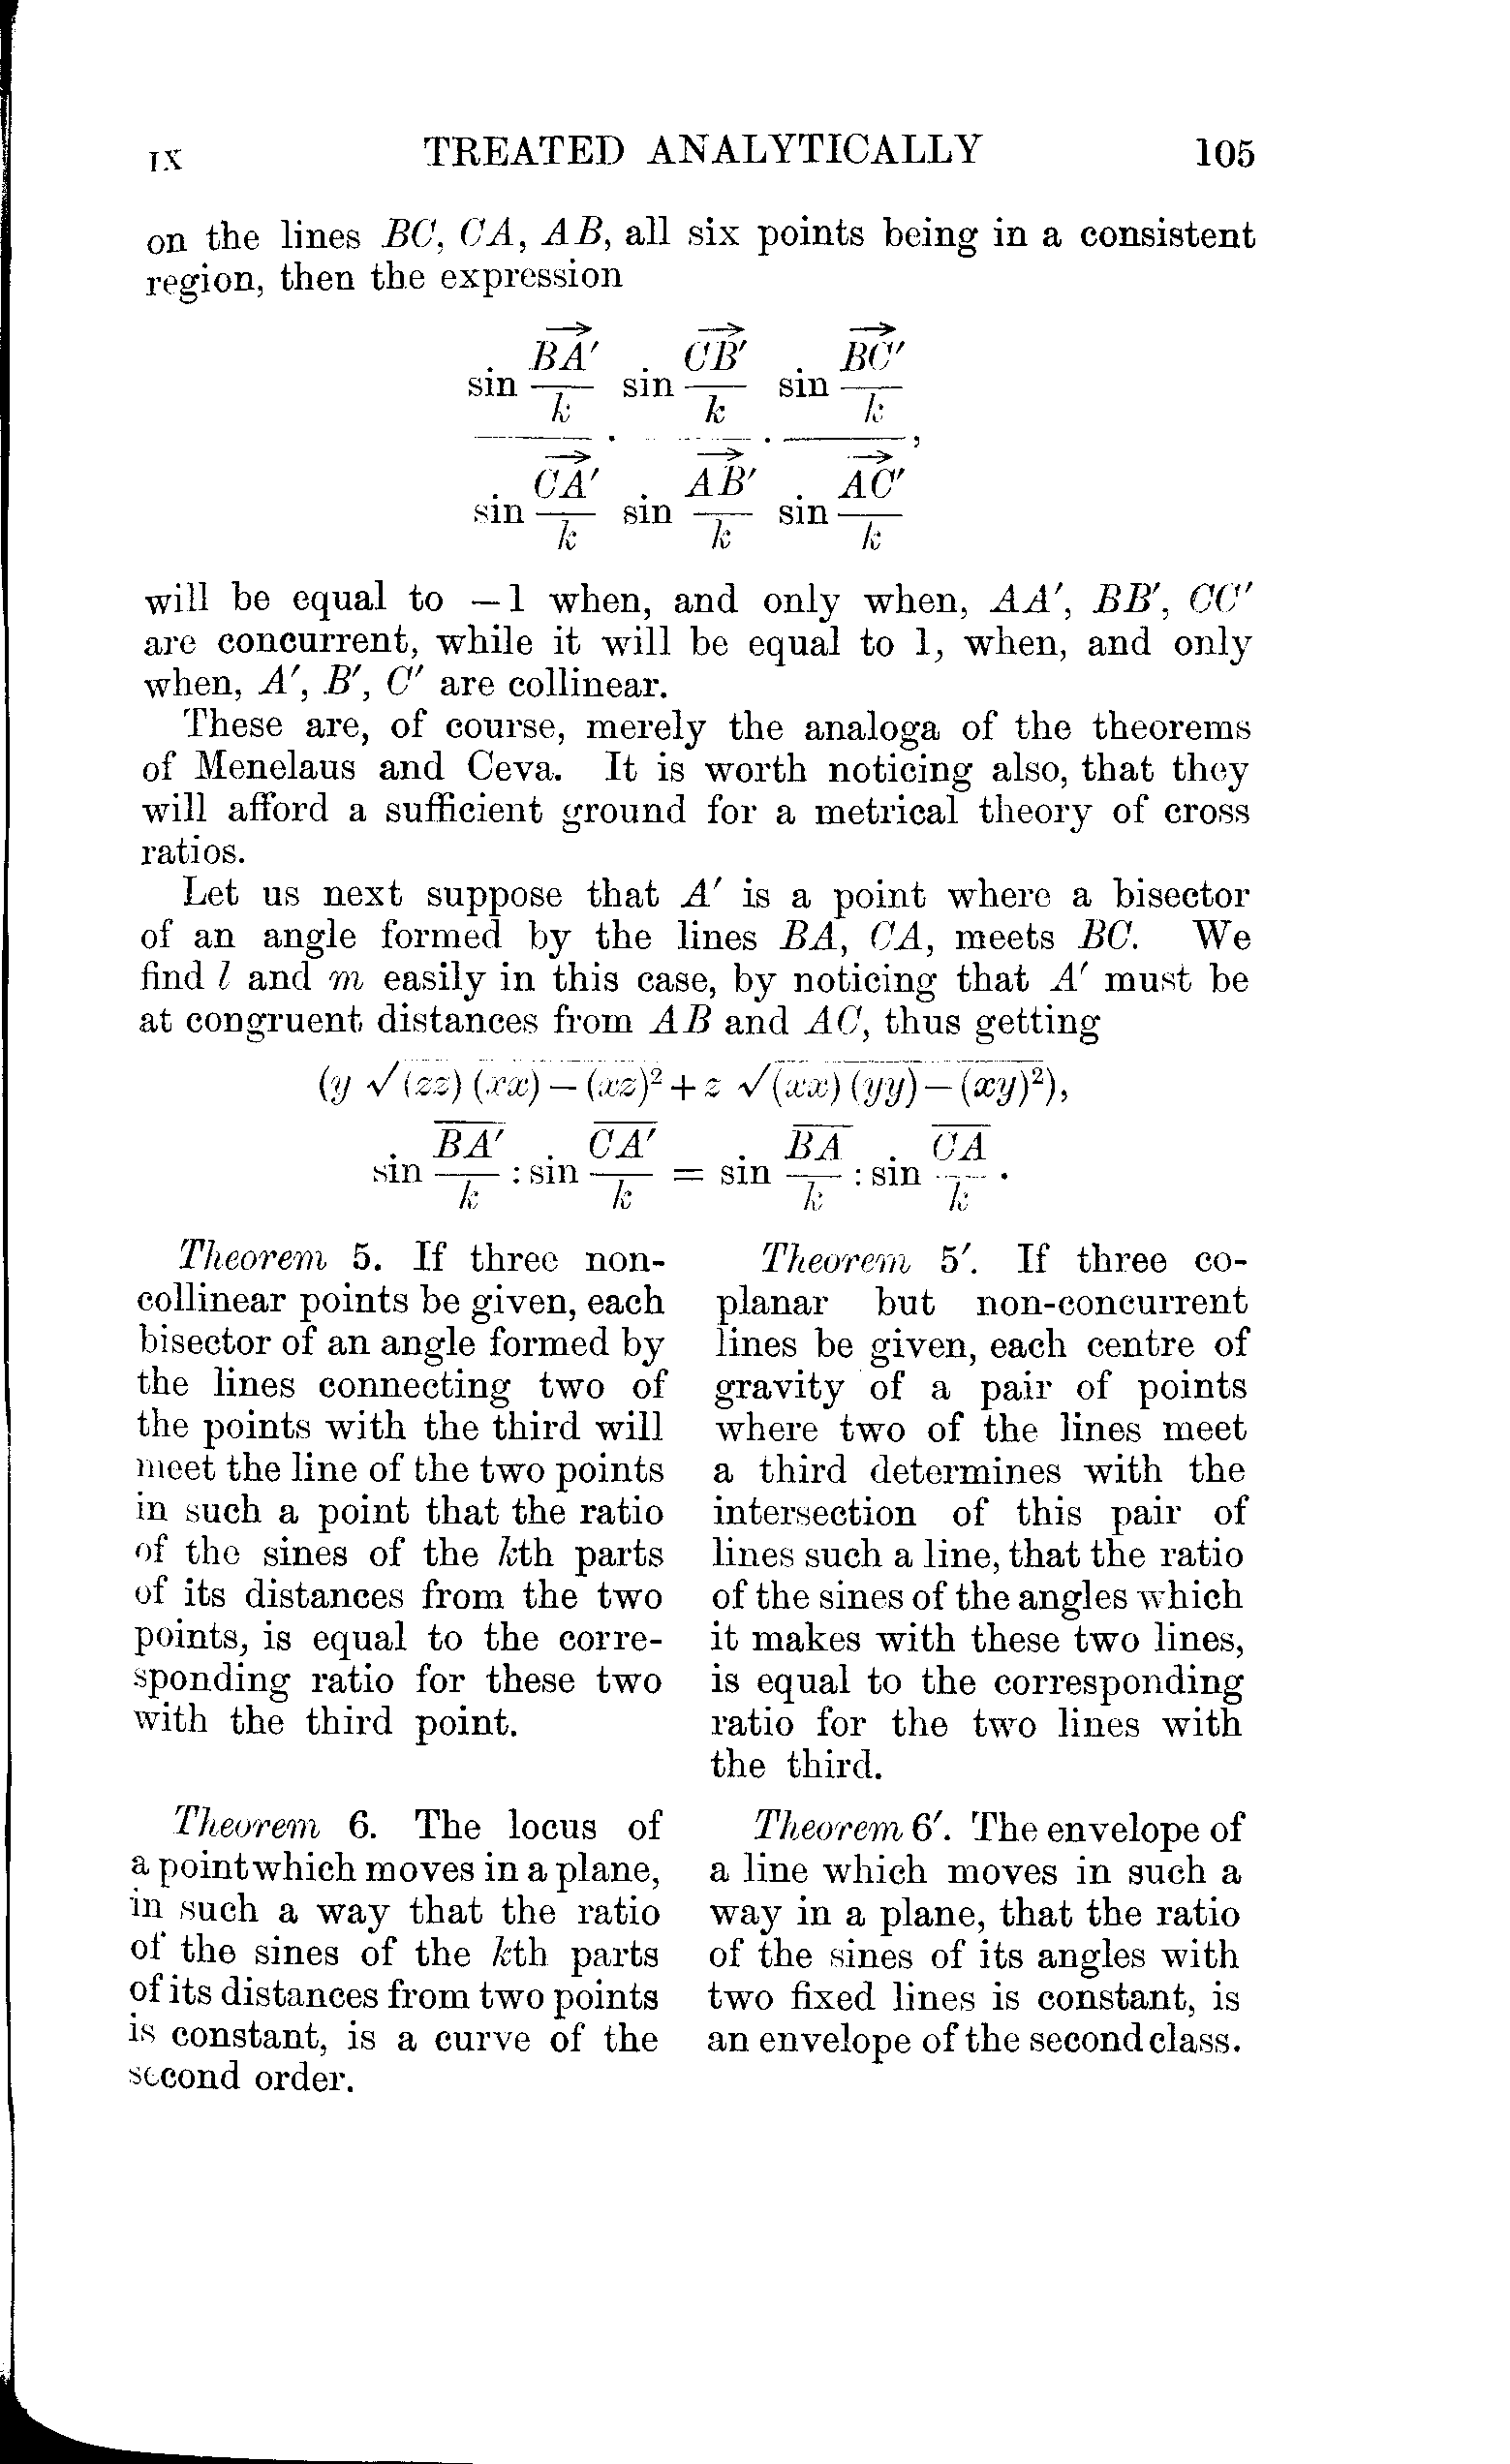 IX TREATED ANALYTICALLY 105
on the lines BC, CA, AB, all six points being in a consistent
region, then the expression
$$\frac{\sin \frac{\overrightarrow{BA'}}{k}}{\sin \frac{\overrightarrow{CA'}}{k}} \cdot \frac{\sin \frac{\overrightarrow{CB'}}{k}}{\sin \frac{\overrightarrow{AB'}}{k}} \cdot \frac{\sin \frac{\overrightarrow{BC'}}{k}}{\sin \frac{\overrightarrow{AC'}}{k}},$$
will be equal to −1 when, and only when, AA′, BB′, CC′
are concurrent, while it will be equal to 1, when, and only
when, A′, B′, C′ are collinear.
These are, of course, merely the analoga of the theorems
of Menelaus and Ceva. It is worth noticing also, that they
will afford a sufficient ground for a metrical theory of cross
ratios.
Let us next suppose that A′ is a point where a bisector
of an angle formed by the lines BA, CA, meets BC. We
find l and m easily in this case, by noticing that A′ must be
at congruent distances from AB and AC, thus getting
$$(y \sqrt{(zz)(xx) - (xz)^2} + z \sqrt{(xx)(yy) - (xy)^2}),$$
$$\sin \frac{\overline{BA'}}{k} : \sin \frac{\overline{CA'}}{k} = \sin \frac{\overline{BA}}{k} : \sin \frac{\overline{CA}}{k}.$$
Theorem 5. If three non-
collinear points be given, each
bisector of an angle formed by
the lines connecting two of
the points with the third will
meet the line of the two points
in such a point that the ratio
of the sines of the kth parts
of its distances from the two
points, is equal to the corre-
sponding ratio for these two
with the third point.
Theorem 5′. If three co-
planar but non-concurrent
lines be given, each centre of
gravity of a pair of points
where two of the lines meet
a third determines with the
intersection of this pair of
lines such a line, that the ratio
of the sines of the angles which
it makes with these two lines,
is equal to the corresponding
ratio for the two lines with
the third.
Theorem 6. The locus of
a point which moves in a plane,
in such a way that the ratio
of the sines of the kth parts
of its distances from two points
is constant, is a curve of the
second order.
Theorem 6′. The envelope of
a line which moves in such a
way in a plane, that the ratio
of the sines of its angles with
two fixed lines is constant, is
an envelope of the second class.